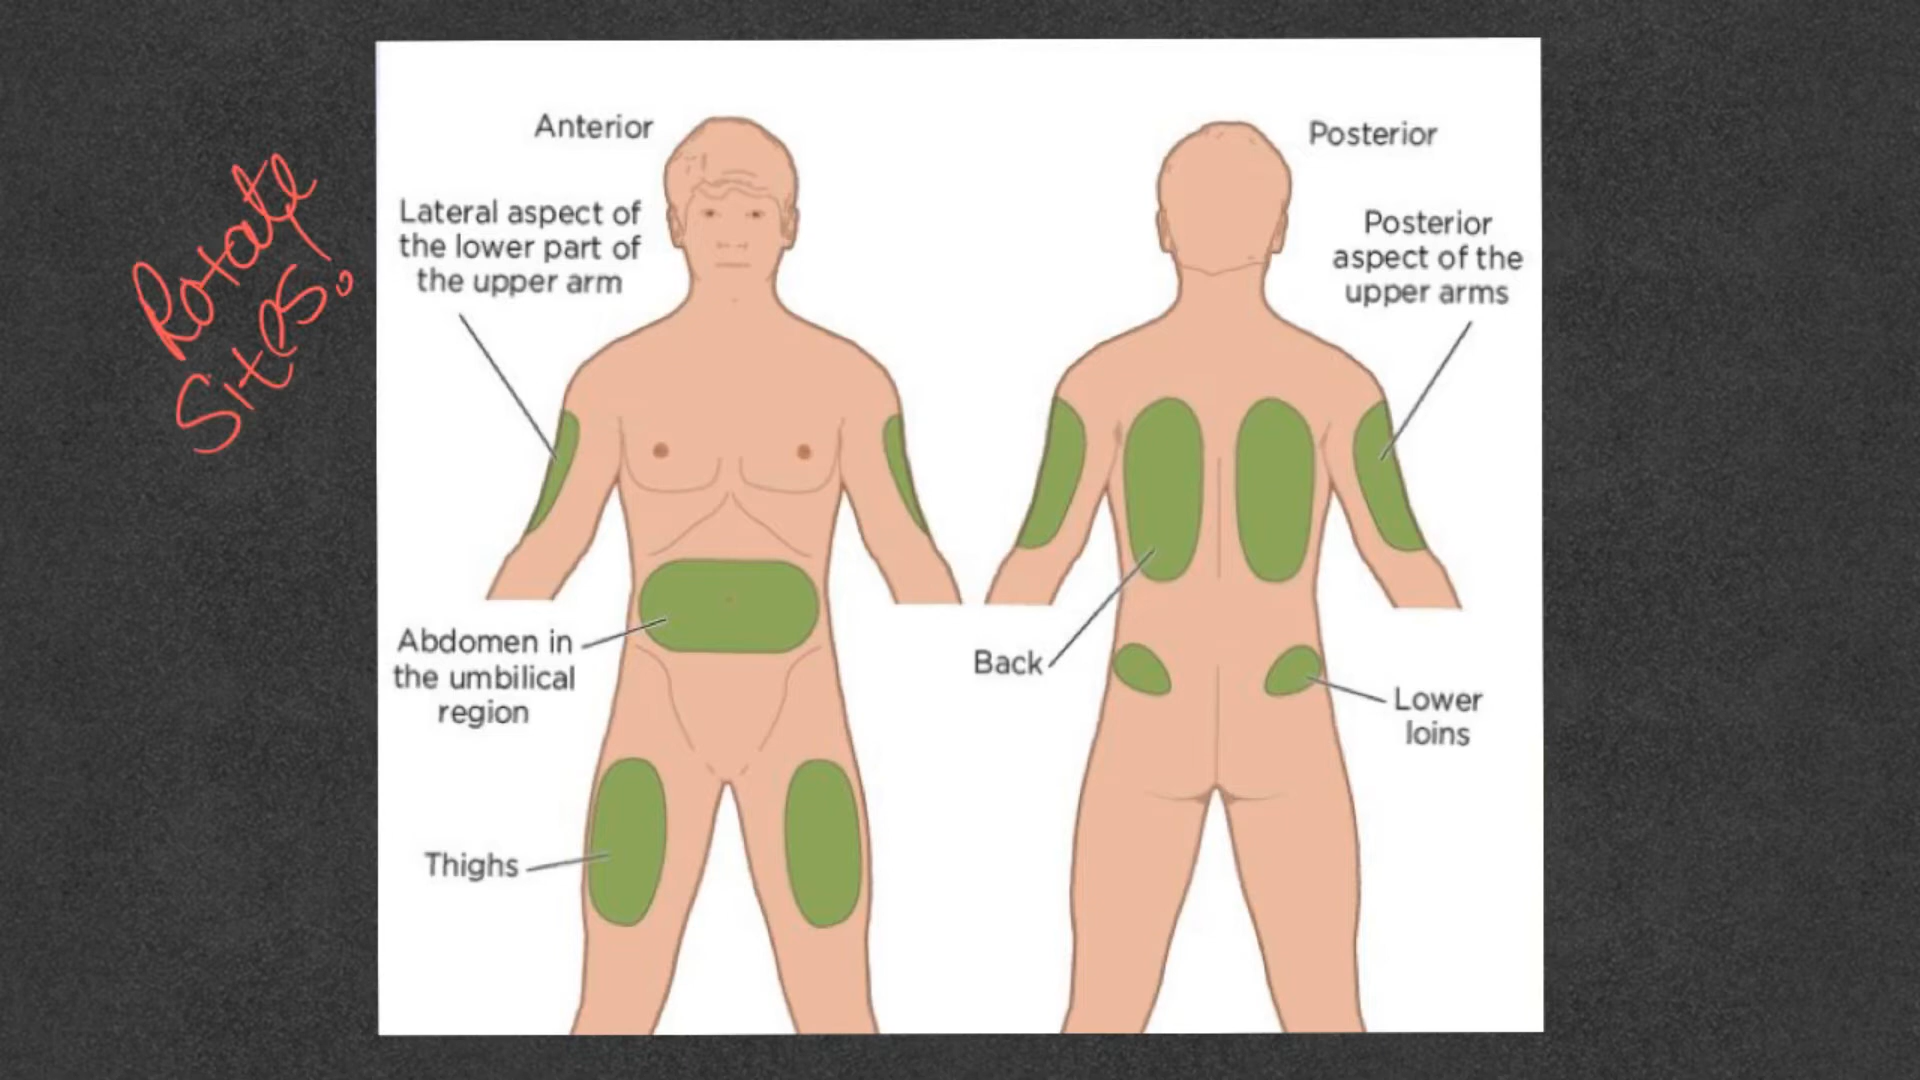 Rotate
Sites!
Anterior
Lateral aspect of
the lower part of
the upper arm
Abdomen in
the umbilical
region
Thighs
Posterior
Posterior
aspect of the
upper arms
Back
Lower
loins